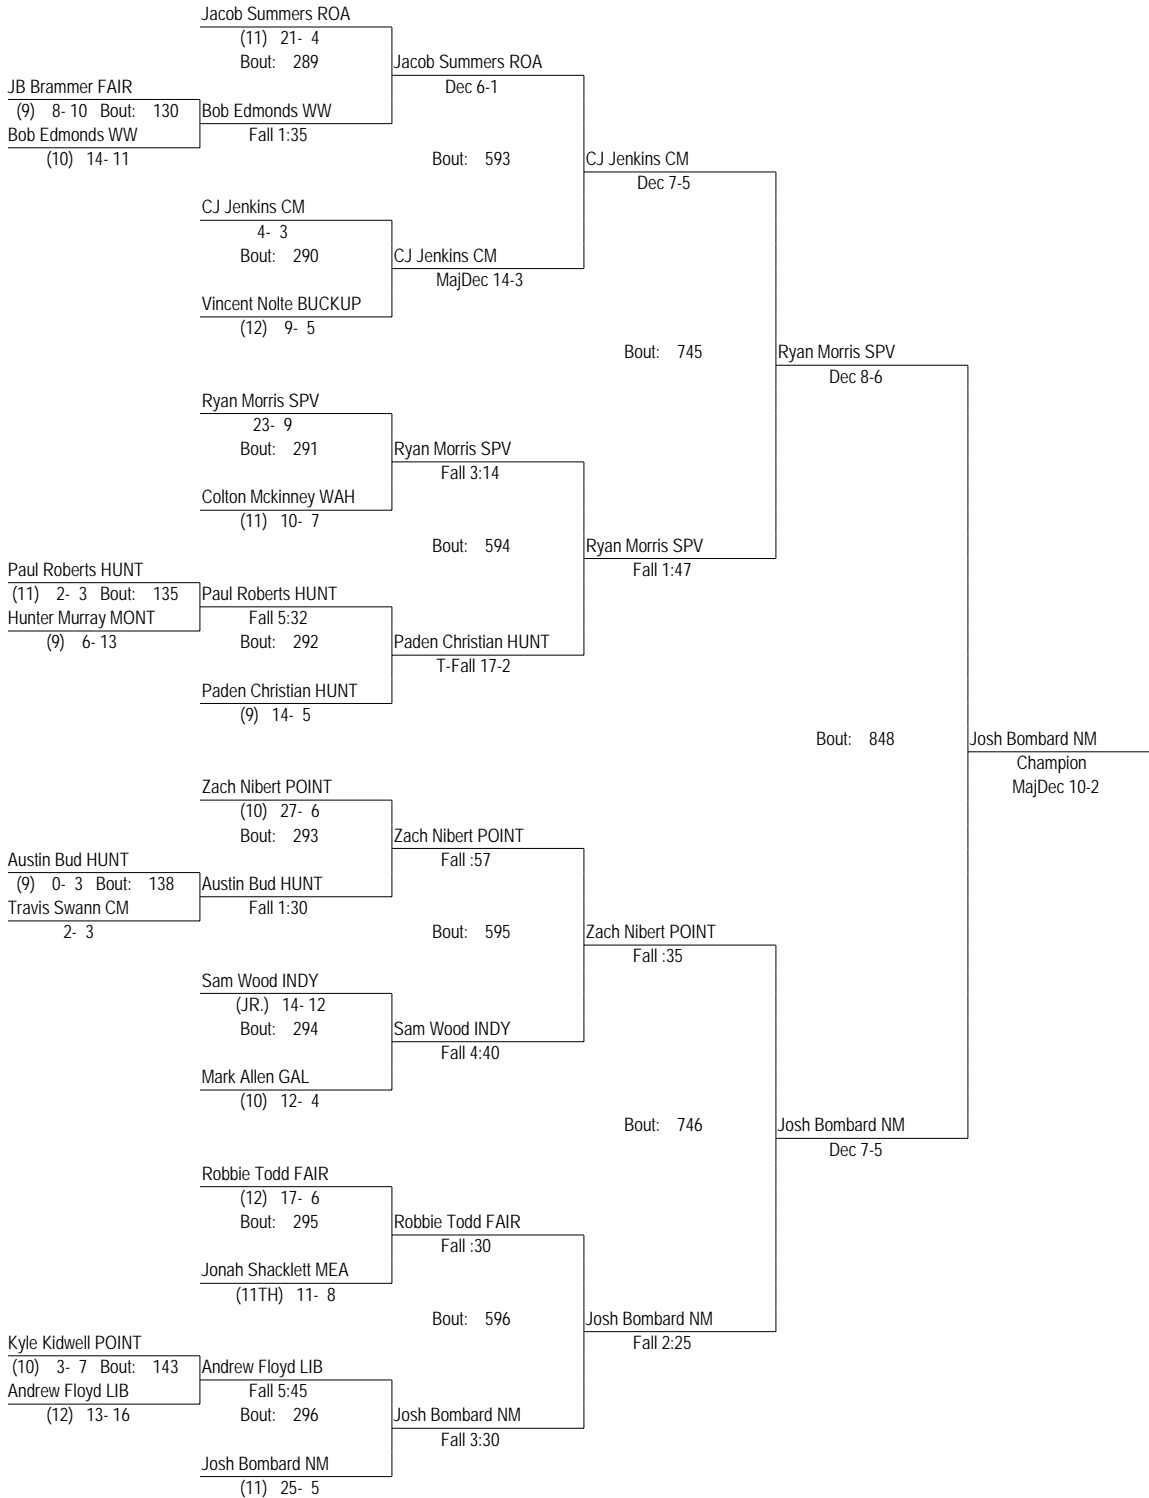 Jacob Summers ROA
(11) 21- 4
Bout: 289
Jacob Summers ROA
Dec 6-1
JB Brammer FAIR
(9) 8- 10 Bout: 130
Bob Edmonds WW
Bob Edmonds WW
Fall 1:35
(10) 14- 11
Bout: 593
CJ Jenkins CM
Dec 7-5
CJ Jenkins CM
4- 3
Bout: 290
CJ Jenkins CM
MajDec 14-3
Vincent Nolte BUCKUP
(12) 9- 5
Bout: 745
Ryan Morris SPV
Dec 8-6
Ryan Morris SPV
23- 9
Bout: 291
Ryan Morris SPV
Fall 3:14
Colton Mckinney WAH
(11) 10- 7
Bout: 594
Ryan Morris SPV
Fall 1:47
Paul Roberts HUNT
(11) 2- 3 Bout: 135
Paul Roberts HUNT
Hunter Murray MONT
Fall 5:32
(9) 6- 13
Bout: 292
Paden Christian HUNT
T-Fall 17-2
Paden Christian HUNT
(9) 14- 5
Bout: 848
Josh Bombard NM
Champion
MajDec 10-2
Zach Nibert POINT
(10) 27- 6
Bout: 293
Zach Nibert POINT
Fall :57
Austin Bud HUNT
(9) 0- 3 Bout: 138
Austin Bud HUNT
Travis Swann CM
Fall 1:30
2- 3
Bout: 595
Zach Nibert POINT
Fall :35
Sam Wood INDY
(JR.) 14- 12
Bout: 294
Sam Wood INDY
Fall 4:40
Mark Allen GAL
(10) 12- 4
Bout: 746
Josh Bombard NM
Dec 7-5
Robbie Todd FAIR
(12) 17- 6
Bout: 295
Robbie Todd FAIR
Fall :30
Jonah Shacklett MEA
(11TH) 11- 8
Bout: 596
Josh Bombard NM
Fall 2:25
Kyle Kidwell POINT
(10) 3- 7 Bout: 143
Andrew Floyd LIB
Andrew Floyd LIB
Fall 5:45
(12) 13- 16
Bout: 296
Josh Bombard NM
Fall 3:30
Josh Bombard NM
(11) 25- 5